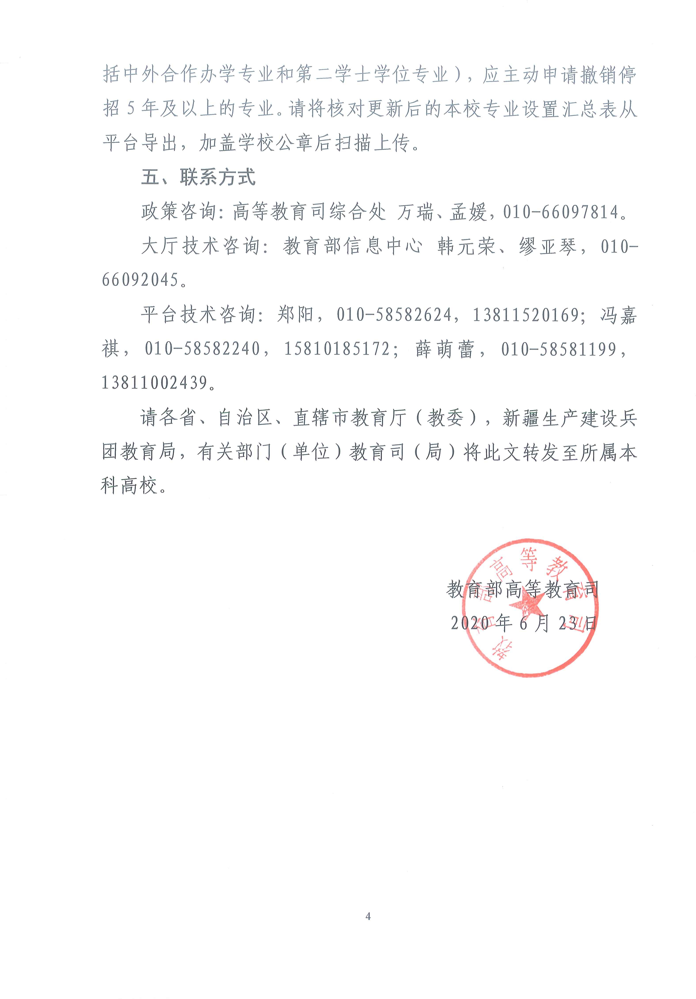 括中外合作办学专业和第二学士学位专业），应主动申请撤销停
招 5 年及以上的专业。请将核对更新后的本校专业设置汇总表从
平台导出，加盖学校公章后扫描上传。
五、联系方式
政策咨询：高等教育司综合处 万瑞、孟媛，010-66097814。
大厅技术咨询：教育部信息中心 韩元荣、缪亚琴，010-
66092045。
平台技术咨询：郑阳，010-58582624，13811520169；冯嘉
祺，010-58582240，15810185172；薛萌蕾，010-58581199，
13811002439。
请各省、自治区、直辖市教育厅（教委），新疆生产建设兵
团教育局，有关部门（单位）教育司（局）将此文转发至所属本
科高校。
教育部高等教育司
教育部高等教育司
2020 年 6 月 23 日
4